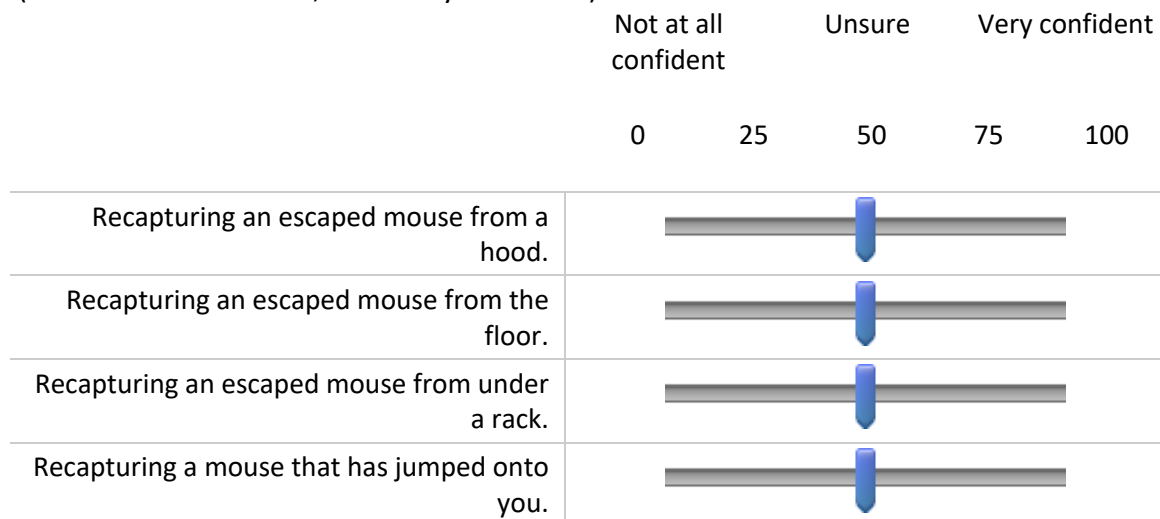 Not at all confident Unsure Very confident
0 25 50 75 100
Recapturing an escaped mouse from a
hood.
Recapturing an escaped mouse from the
floor.
Recapturing an escaped mouse from under
a rack.
Recapturing a mouse that has jumped onto
you.